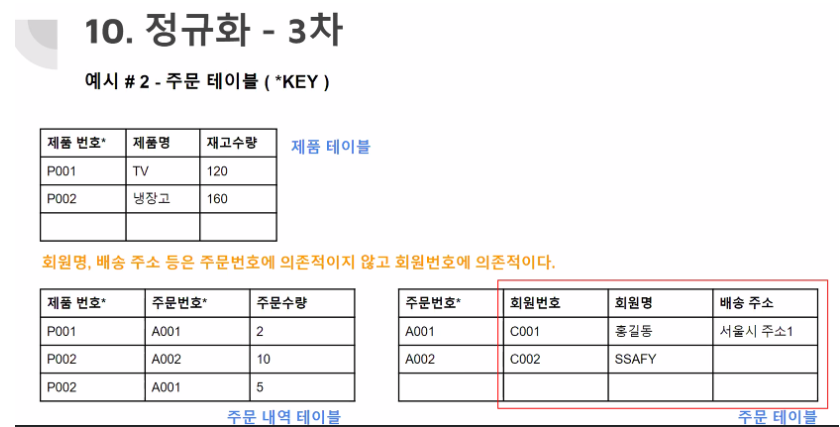 10. 정규화 - 3차
예시 # 2 - 주문 테이블 ( *KEY )
제품 번호* 제품명 재고수량
P001 TV 120
P002 냉장고 160
제품 테이블
회원명, 배송 주소 등은 주문번호에 의존적이지 않고 회원번호에 의존적이다.
제품 번호* 주문번호* 주문수량
P001 A001 2
P002 A002 10
P002 A001 5
주문 내역 테이블
주문번호* 회원번호 회원명 배송 주소
A001 C001 홍길동 서울시 주소1
A002 C002 SSAFY
주문 테이블